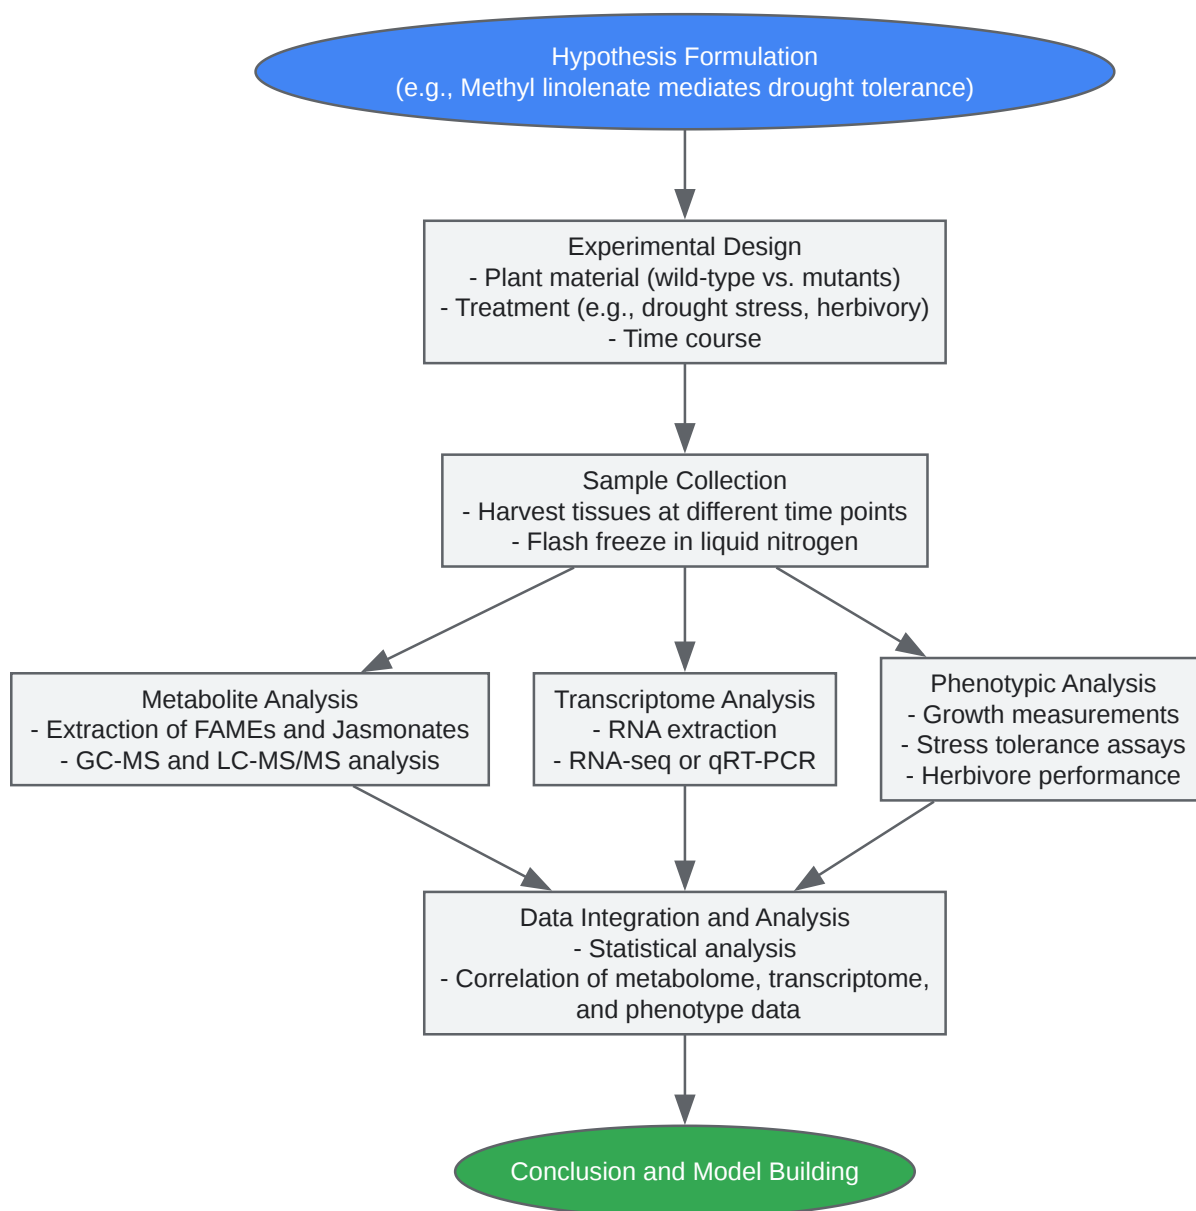 Hypothesis Formulation
(e.g., Methyl linolenate mediates drought tolerance)
Experimental Design
- Plant material (wild-type vs. mutants)
- Treatment (e.g., drought stress, herbivory)
- Time course
Sample Collection
- Harvest tissues at different time points
- Flash freeze in liquid nitrogen
Metabolite Analysis
- Extraction of FAMEs and Jasmonates
- GC-MS and LC-MS/MS analysis
Transcriptome Analysis
- RNA extraction
- RNA-seq or qRT-PCR
Phenotypic Analysis
- Growth measurements
- Stress tolerance assays
- Herbivore performance
Data Integration and Analysis
- Statistical analysis
- Correlation of metabolome, transcriptome,
and phenotype data
Conclusion and Model Building